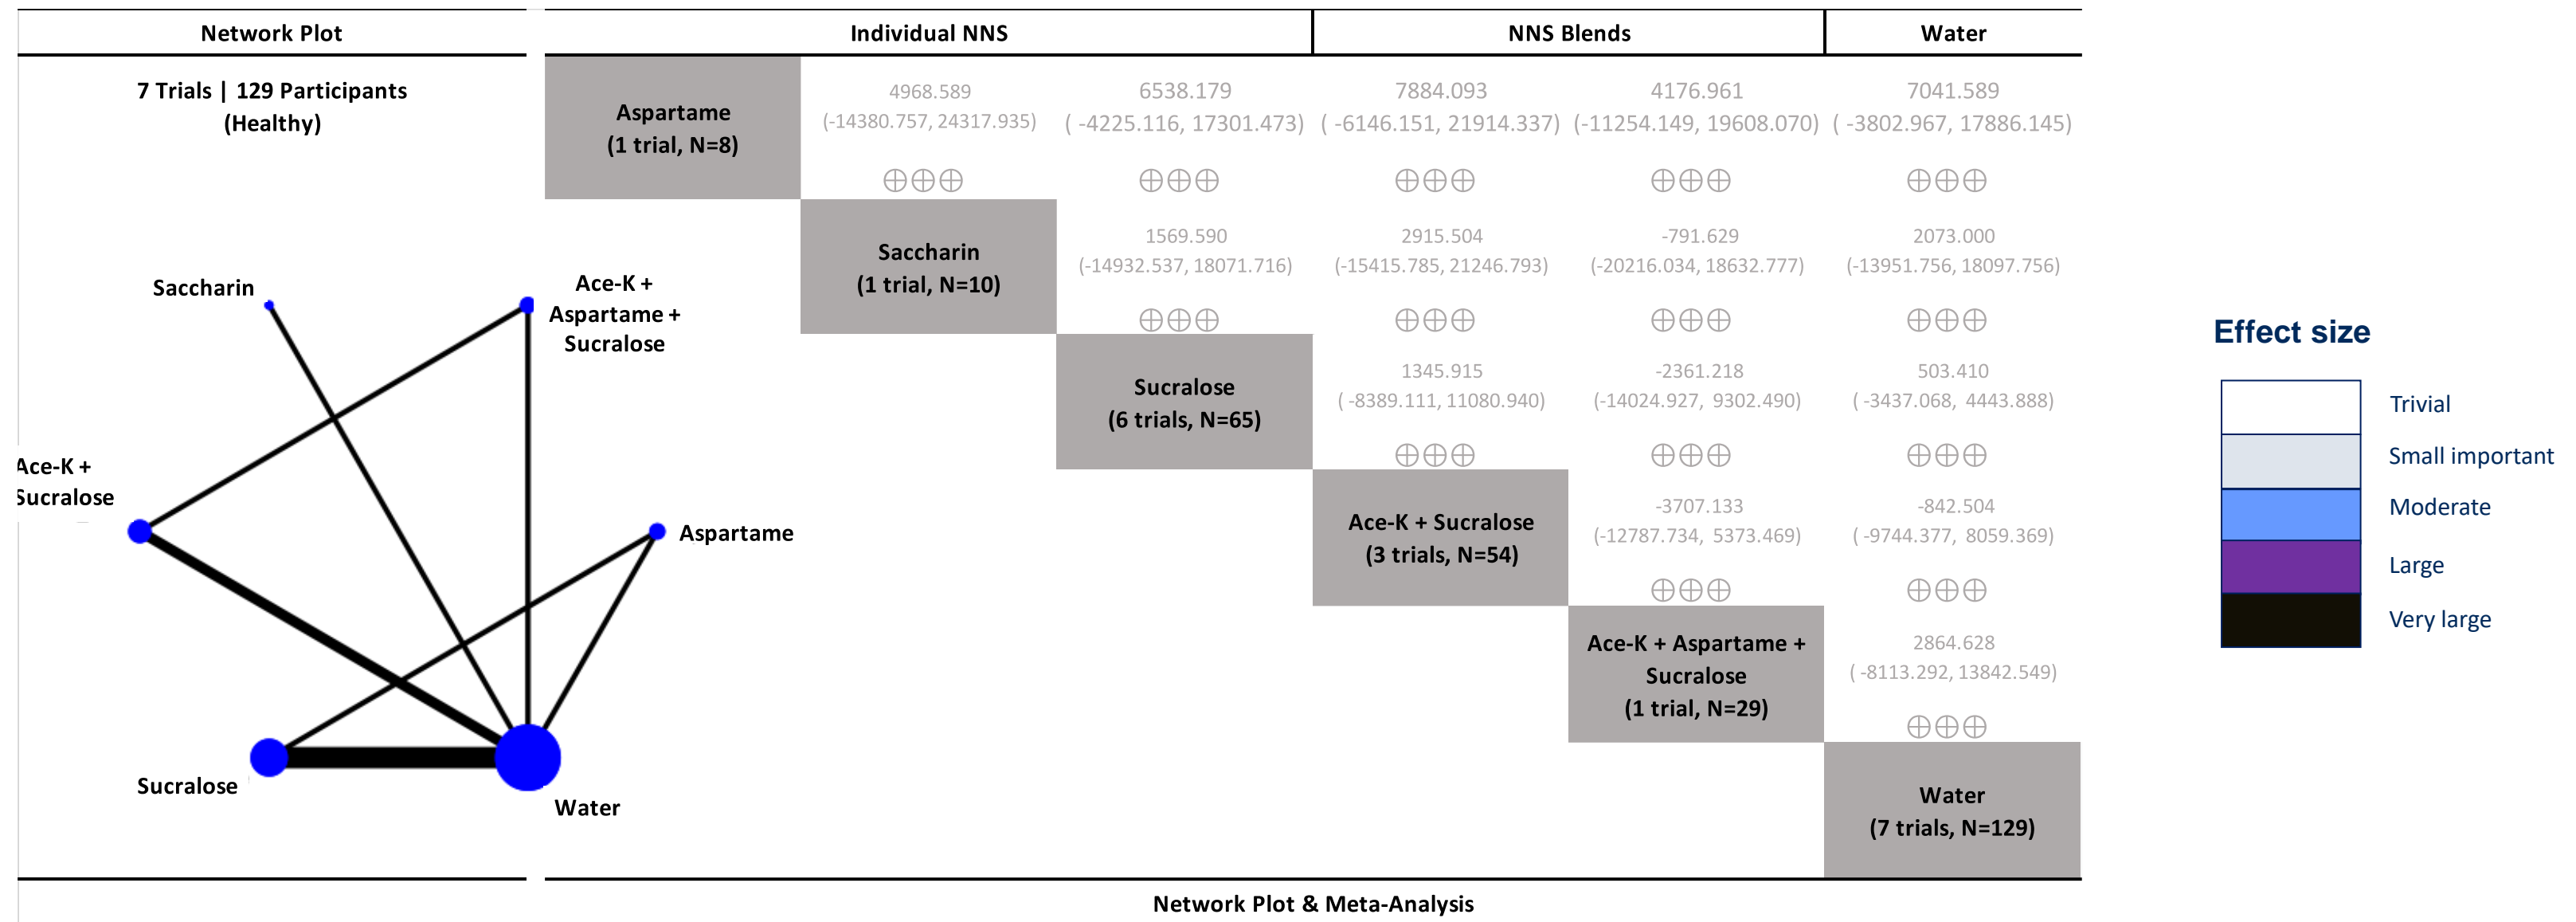 Network Plot
Individual NNS
NNS Blends
Water
7 Trials | 129 Participants
(Healthy)
Aspartame
(1 trial, N=8)
4968.589
(-14380.757, 24317.935)
⊕⊕⊕
6538.179
( -4225.116, 17301.473)
⊕⊕⊕
7884.093
( -6146.151, 21914.337)
⊕⊕⊕
4176.961
(-11254.149, 19608.070)
⊕⊕⊕
7041.589
( -3802.967, 17886.145)
⊕⊕⊕
Saccharin
(1 trial, N=10)
1569.590
(-14932.537, 18071.716)
⊕⊕⊕
2915.504
(-15415.785, 21246.793)
⊕⊕⊕
-791.629
(-20216.034, 18632.777)
⊕⊕⊕
2073.000
(-13951.756, 18097.756)
⊕⊕⊕
Sucralose
(6 trials, N=65)
1345.915
( -8389.111, 11080.940)
⊕⊕⊕
-2361.218
(-14024.927, 9302.490)
⊕⊕⊕
503.410
( -3437.068, 4443.888)
⊕⊕⊕
Ace-K + Sucralose
(3 trials, N=54)
-3707.133
(-12787.734, 5373.469)
⊕⊕⊕
-842.504
( -9744.377, 8059.369)
⊕⊕⊕
Ace-K + Aspartame +
Sucralose
(1 trial, N=29)
2864.628
( -8113.292, 13842.549)
⊕⊕⊕
Water
(7 trials, N=129)
Saccharin
Ace-K +
Aspartame +
Sucralose
Ace-K +
Sucralose
Aspartame
Sucralose
Water
Network Plot & Meta-Analysis
Effect size
Trivial
Small important
Moderate
Large
Very large